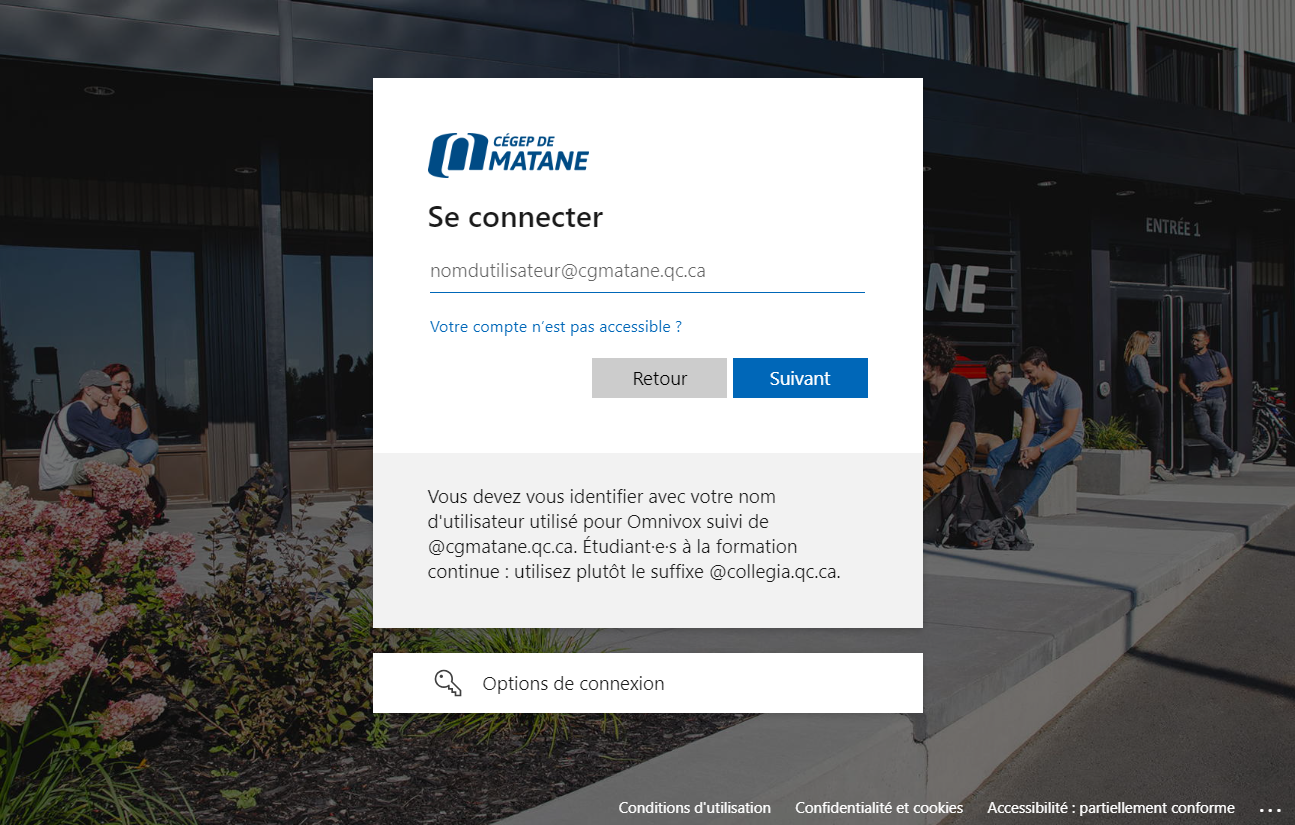 CÉGEP DE
MATANE
Se connecter
nomdutilisateur@cgmatane.qc.ca
Votre compte n’est pas accessible ?
Retour
Suivant
ENTRÉE 1
NE
Vous devez vous identifier avec votre nom
d'utilisateur utilisé pour Omnivox suivi de
@cgmatane.qc.ca. Étudiant·e·s à la formation
continue : utilisez plutôt le suffixe @collegia.qc.ca.
Options de connexion
Conditions d'utilisation
Confidentialité et cookies
Accessibilité : partiellement conforme
...